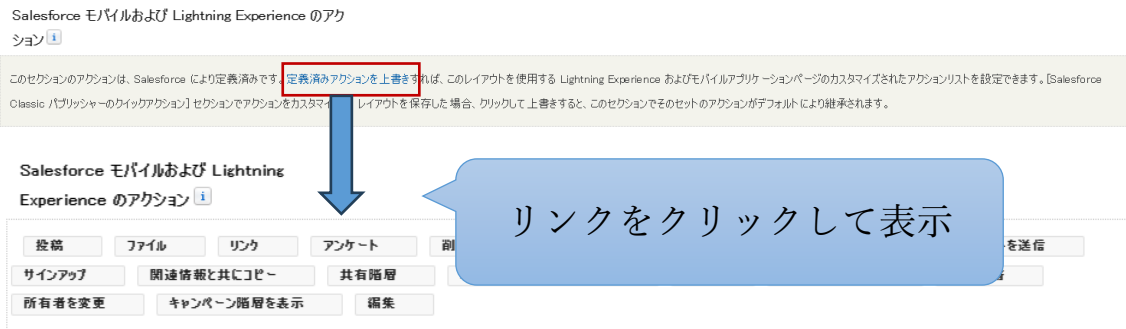 Salesforce モバイルおよび Lightning Experience のアク
ション i
このセクションのアクションは、Salesforce により定義済みです。定義済みアクションを上書きすれば、このレイアウトを使用する Lightning Experience およびモバイルアプリケーションページのカスタマイズされたアクションリストを設定できます。[Salesforce
Classic パブリッシャーのクイックアクション] セクションでアクションをカスタマイ レイアウトを保存した場合、クリックして上書きすると、このセクションでそのセットのアクションがデフォルトにより継承されます。
Salesforce モバイルおよび Lightning
Experience のアクション i
リンクをクリックして表示
投稿 ファイル リンク アンケート 削 を送信
サインアップ 関連情報と共にコピー 共有階層
所有者を変更 キャンペーン階層を表示 編集